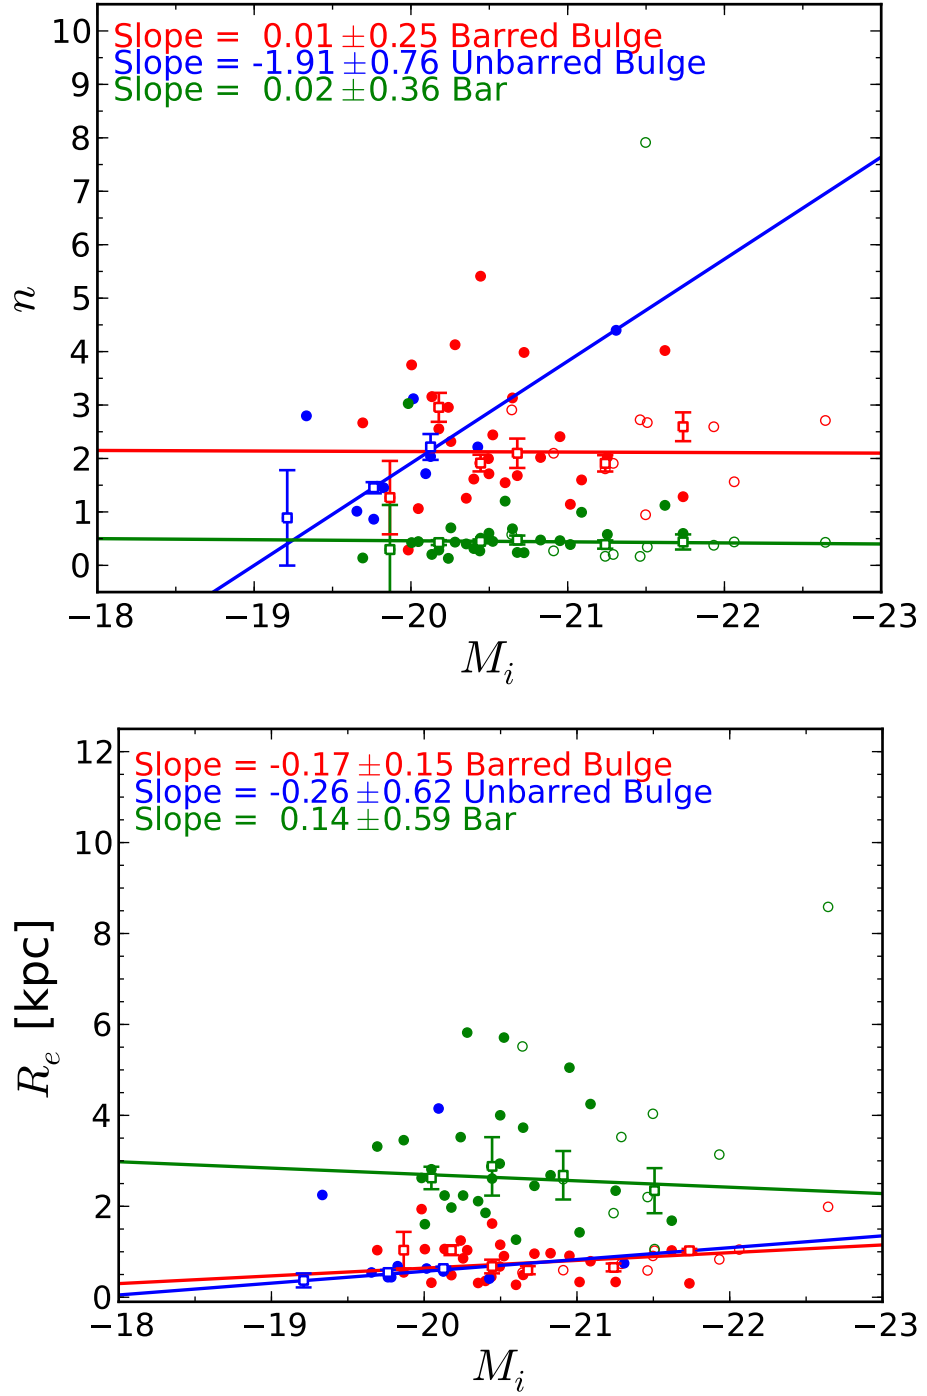 Slope = 0.01 ±0.25 Barred Bulge
Slope = -1.91 ±0.76 Unbarred Bulge
Slope = 0.02 ±0.36 Bar
10
9
8
7
6
5
4
3
2
1
0
n
−18 −19 −20 −21 −22 −23
M_i
Slope = -0.17 ±0.15 Barred Bulge
Slope = -0.26 ±0.62 Unbarred Bulge
Slope = 0.14 ±0.59 Bar
12
10
8
6
4
2
0
R_e [kpc]
−18 −19 −20 −21 −22 −23
M_i